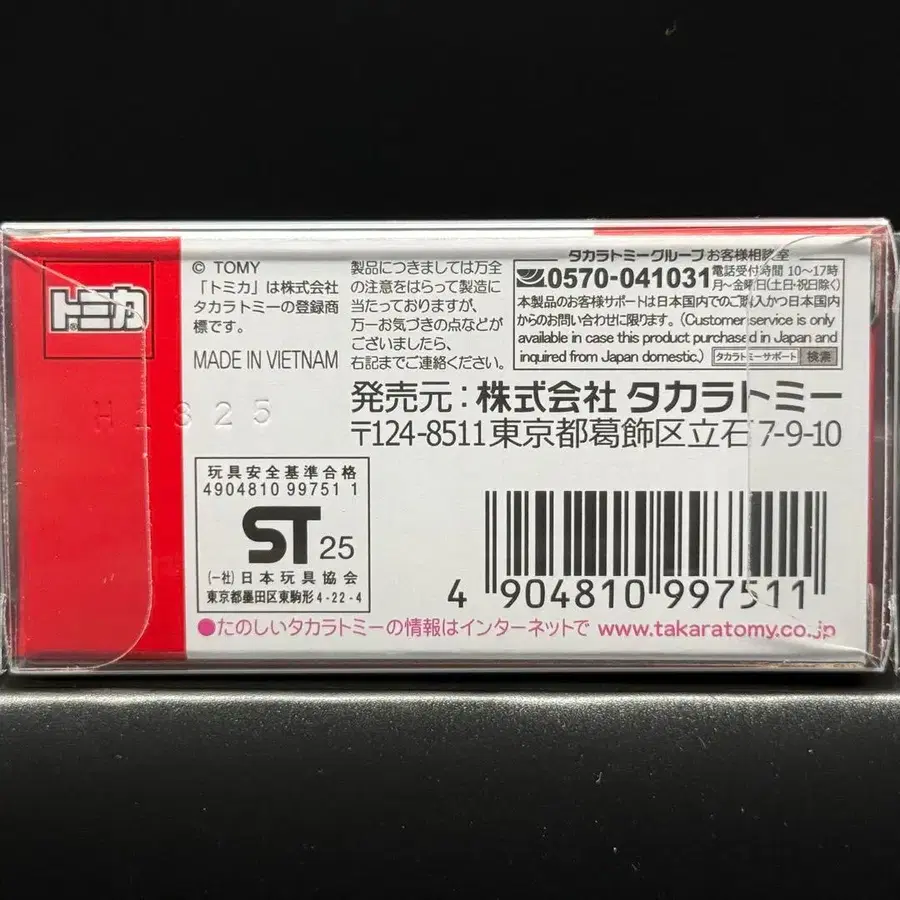 トミカ®
© TOMY
「トミカ」は株式会社
タカラトミーの登録商
標です。
MADE IN VIETNAM
H1825
製品につきましては万全
の注意をはらって製造に
当たっておりますが、
万一お気づきの点などが
ございましたら、
右記までご連絡ください。
タカラトミーグループお客様相談室
0570-041031 電話受付時間 10〜17時
月〜金曜日(土・日・祝日除く)
本製品のお客様サポートは日本国内でのご購入かつ日本国内
からのお問い合わせに限ります。(Customer service is only
available in case this product purchased in Japan and
inquired from Japan domestic.) タカラトミーサポート 検索
発売元:株式会社 タカラトミー
〒124-8511東京都葛飾区立石7-9-10
玩具安全基準合格
4904810 99751 1
ST 25
(一社)日本玩具協会
東京都墨田区東駒形4-22-4
4 904810 997511
●たのしいタカラトミーの情報はインターネットで www.takaratomy.co.jp